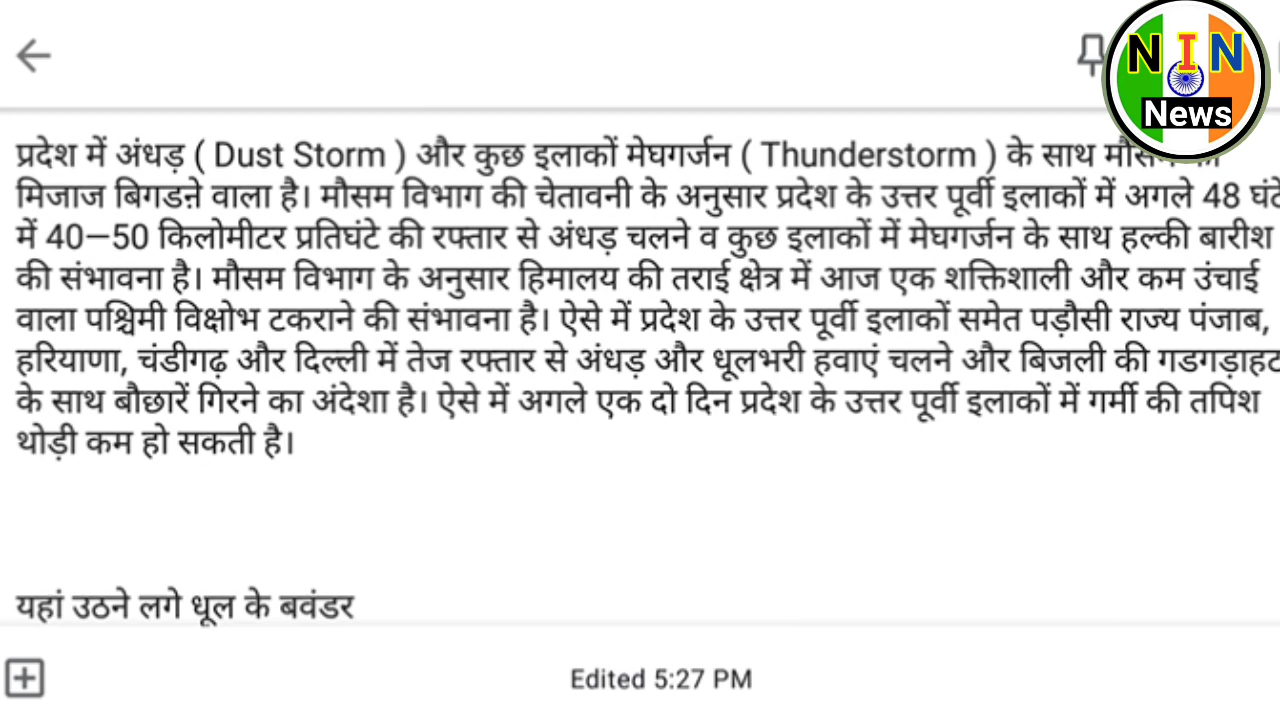 N I N
News
प्रदेश में अंधड़ ( Dust Storm ) और कुछ इलाकों मेघगर्जन ( Thunderstorm ) के साथ
मिजाज बिगडऩे वाला है। मौसम विभाग की चेतावनी के अनुसार प्रदेश के उत्तर पूर्वी इलाकों में अगले 48
में 40—50 किलोमीटर प्रतिघंटे की रफ्तार से अंधड़ चलने व कुछ इलाकों में मेघगर्जन के साथ हल्की बारीश
की संभावना है। मौसम विभाग के अनुसार हिमालय की तराई क्षेत्र में आज एक शक्तिशाली और कम उंचाई
वाला पश्चिमी विक्षोभ टकराने की संभावना है। ऐसे में प्रदेश के उत्तर पूर्वी इलाकों समेत पड़ौसी राज्य पंजाब,
हरियाणा, चंडीगढ़ और दिल्ली में तेज रफ्तार से अंधड़ और धूलभरी हवाएं चलने और बिजली की गडगड़ाहट
के साथ बौछारें गिरने का अंदेशा है। ऐसे में अगले एक दो दिन प्रदेश के उत्तर पूर्वी इलाकों में गर्मी की तपिश
थोड़ी कम हो सकती है।
यहां उठने लगे धूल के बवंडर
Edited 5:27 PM